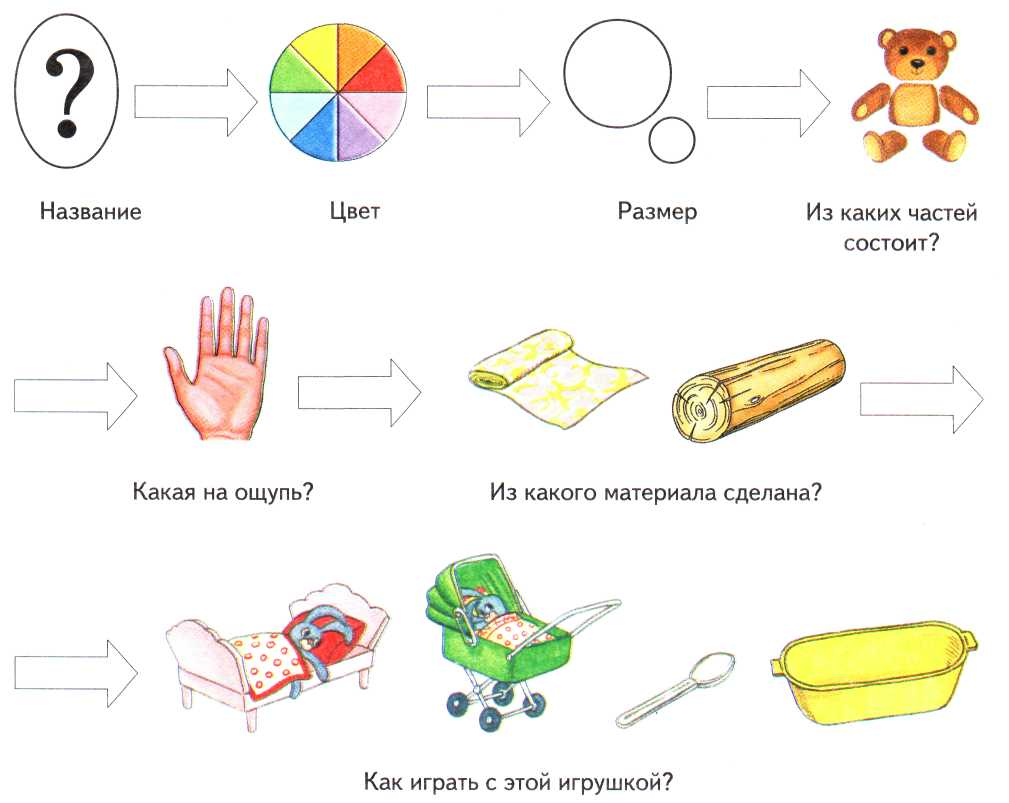 ?
Название
Цвет
Размер
Из каких частей
состоит?
Какая на ощупь?
Из какого материала сделана?
Как играть с этой игрушкой?